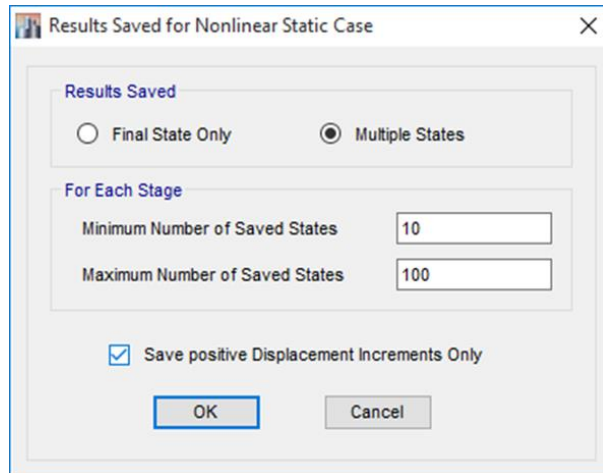 Results Saved for Nonlinear Static Case
Results Saved
Final State Only
Multiple States
For Each Stage
Minimum Number of Saved States
10
Maximum Number of Saved States
100
Save positive Displacement Increments Only
OK
Cancel